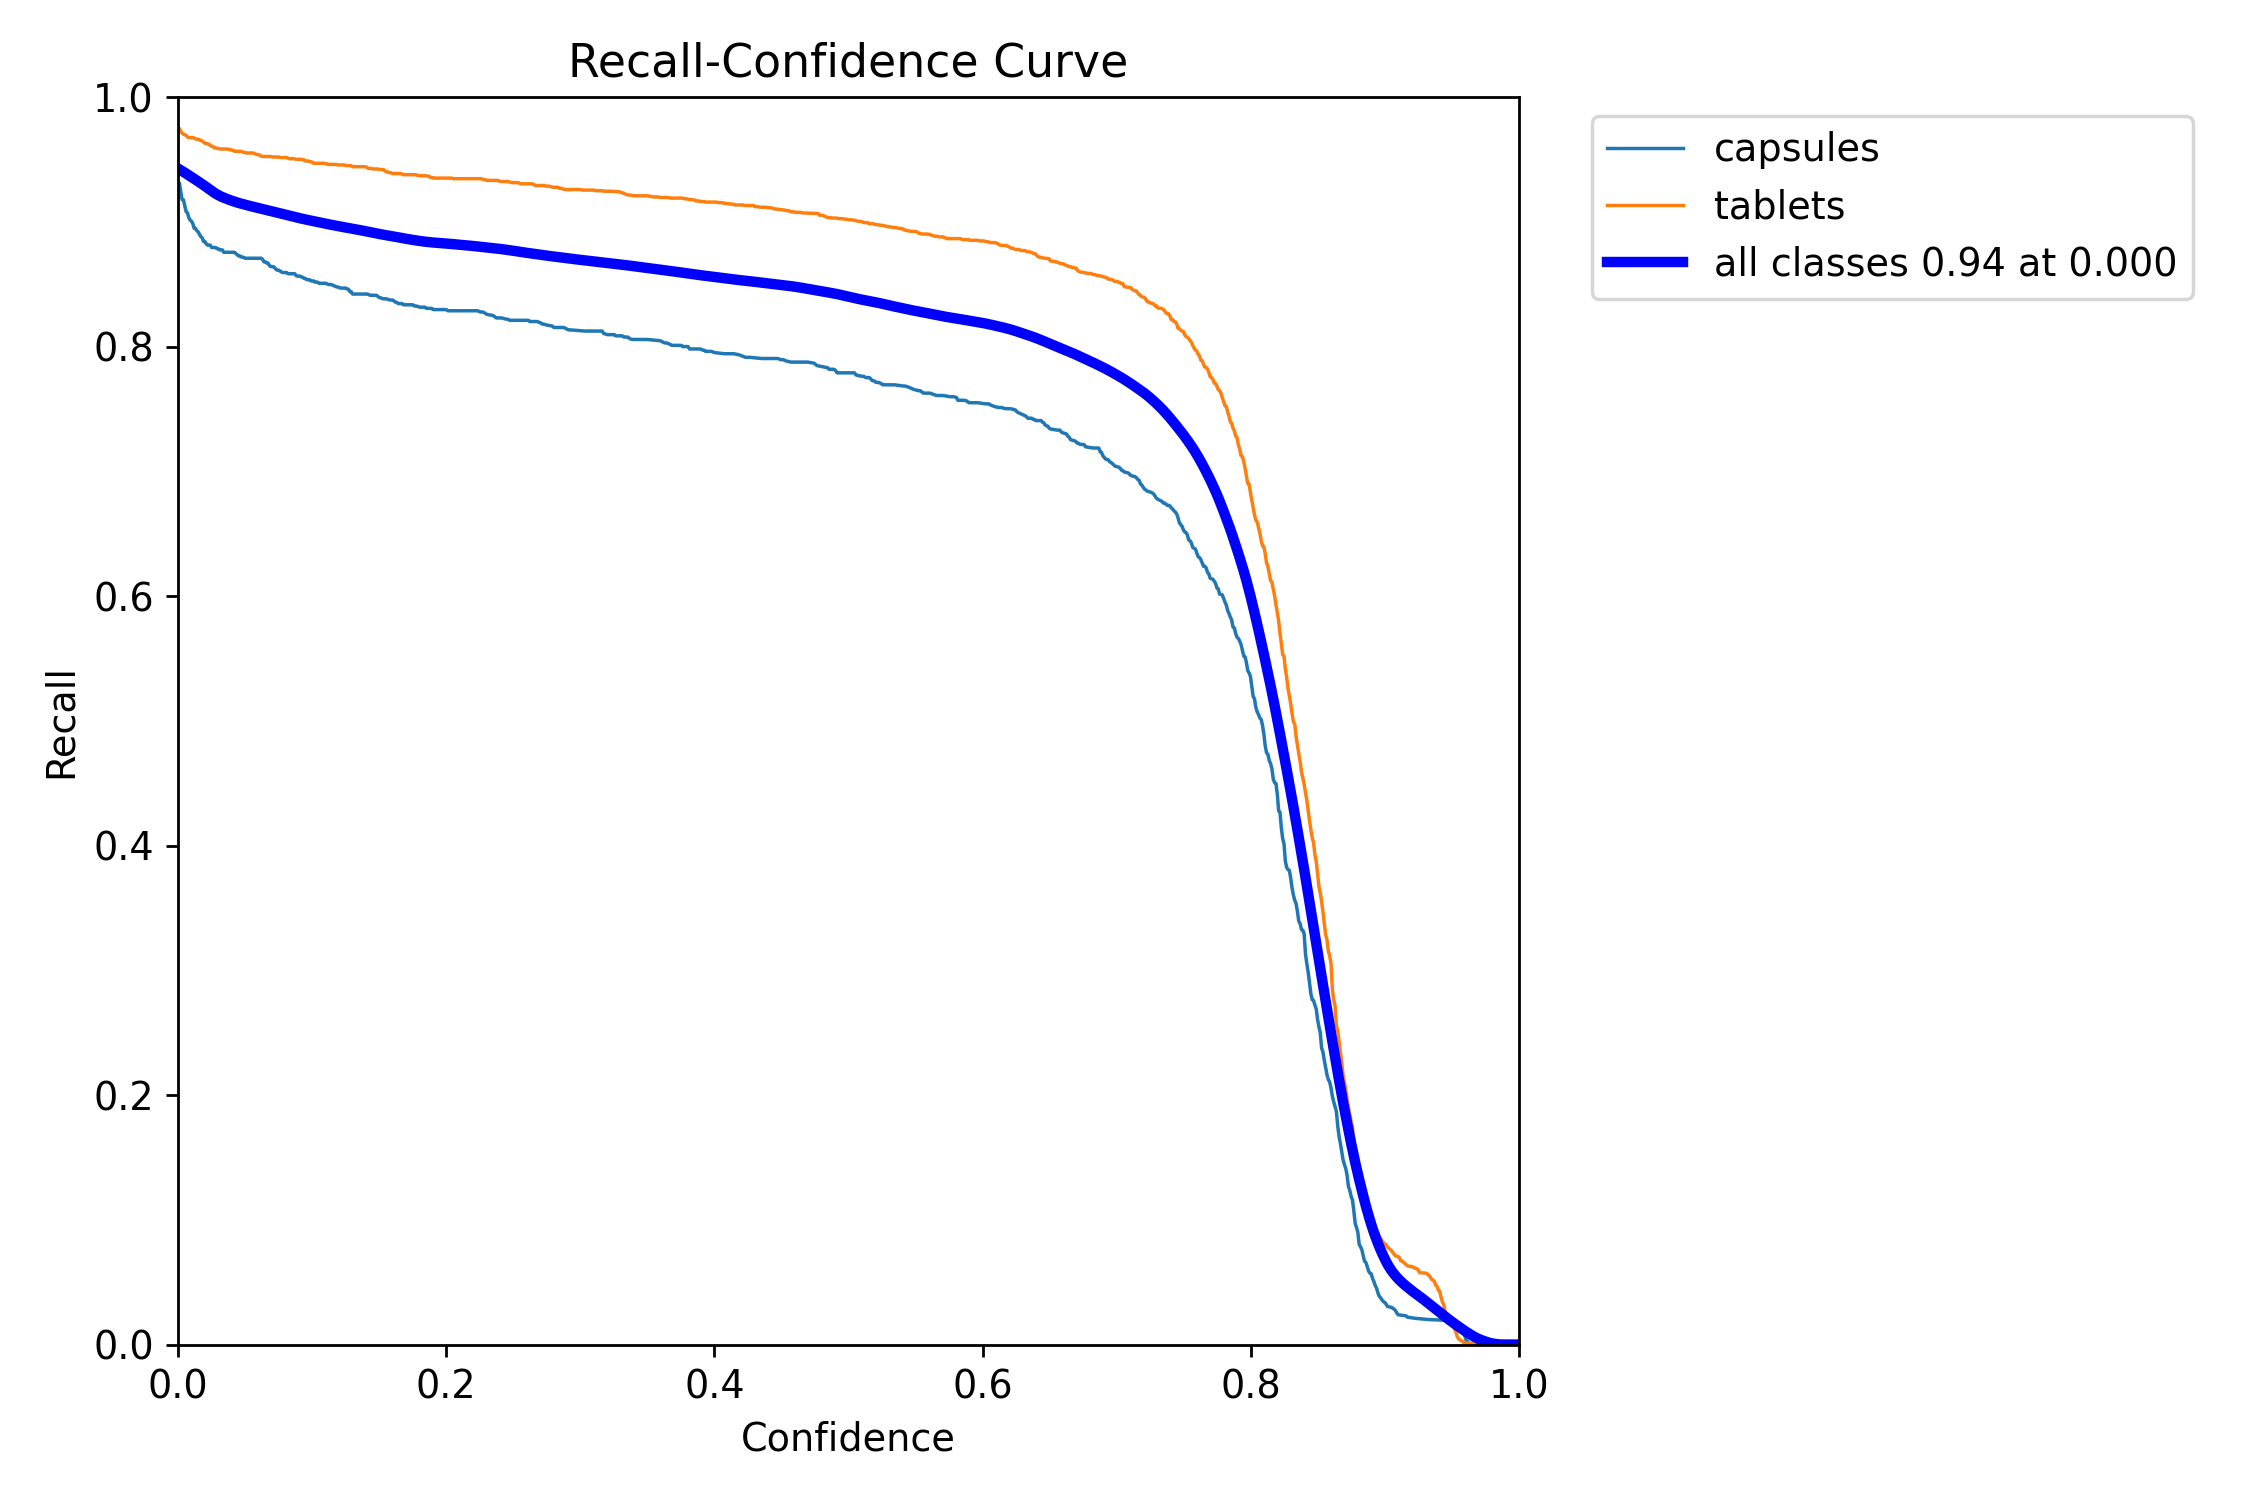 Recall-Confidence Curve
1.0
0.8
0.6
0.4
0.2
0.0
Recall
0.0 0.2 0.4 0.6 0.8 1.0
Confidence
capsules
tablets
all classes 0.94 at 0.000